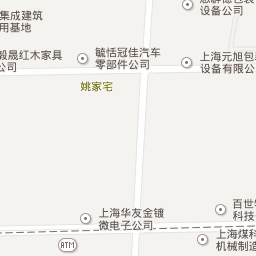 设备公司
集成建筑
用基地
毓恬冠佳汽车
零部件公司
上海元旭包
设备有限公
晟红木家具
公司
姚家宅
上海华友金镀
微电子公司
百世
科技
上海煤科
机械制造
ATM